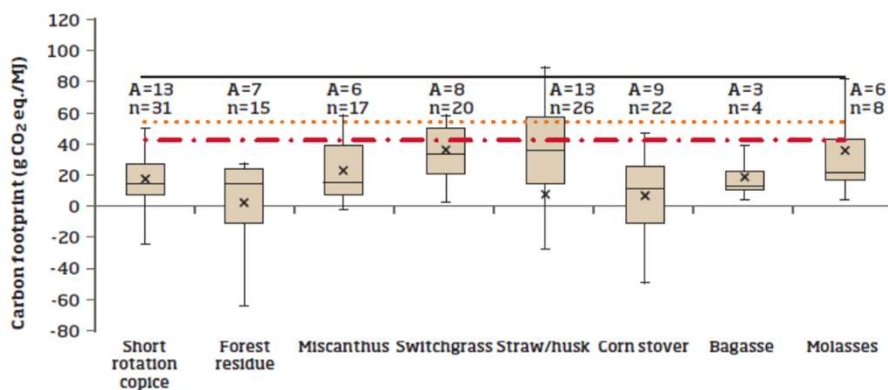 Carbon footprint (g CO₂ eq./MJ)
120
100
80
60
40
20
0
-20
-40
-60
-80
A=13
n=31
A=7
n=15
A=6
n=17
A=8
n=20
A=13
n=26
A=9
n=22
A=3
n=4
A=6
n=8
Short
rotation
copice
Forest
residue
Miscanthus
Switchgrass
Straw/husk
Corn stover
Bagasse
Molasses